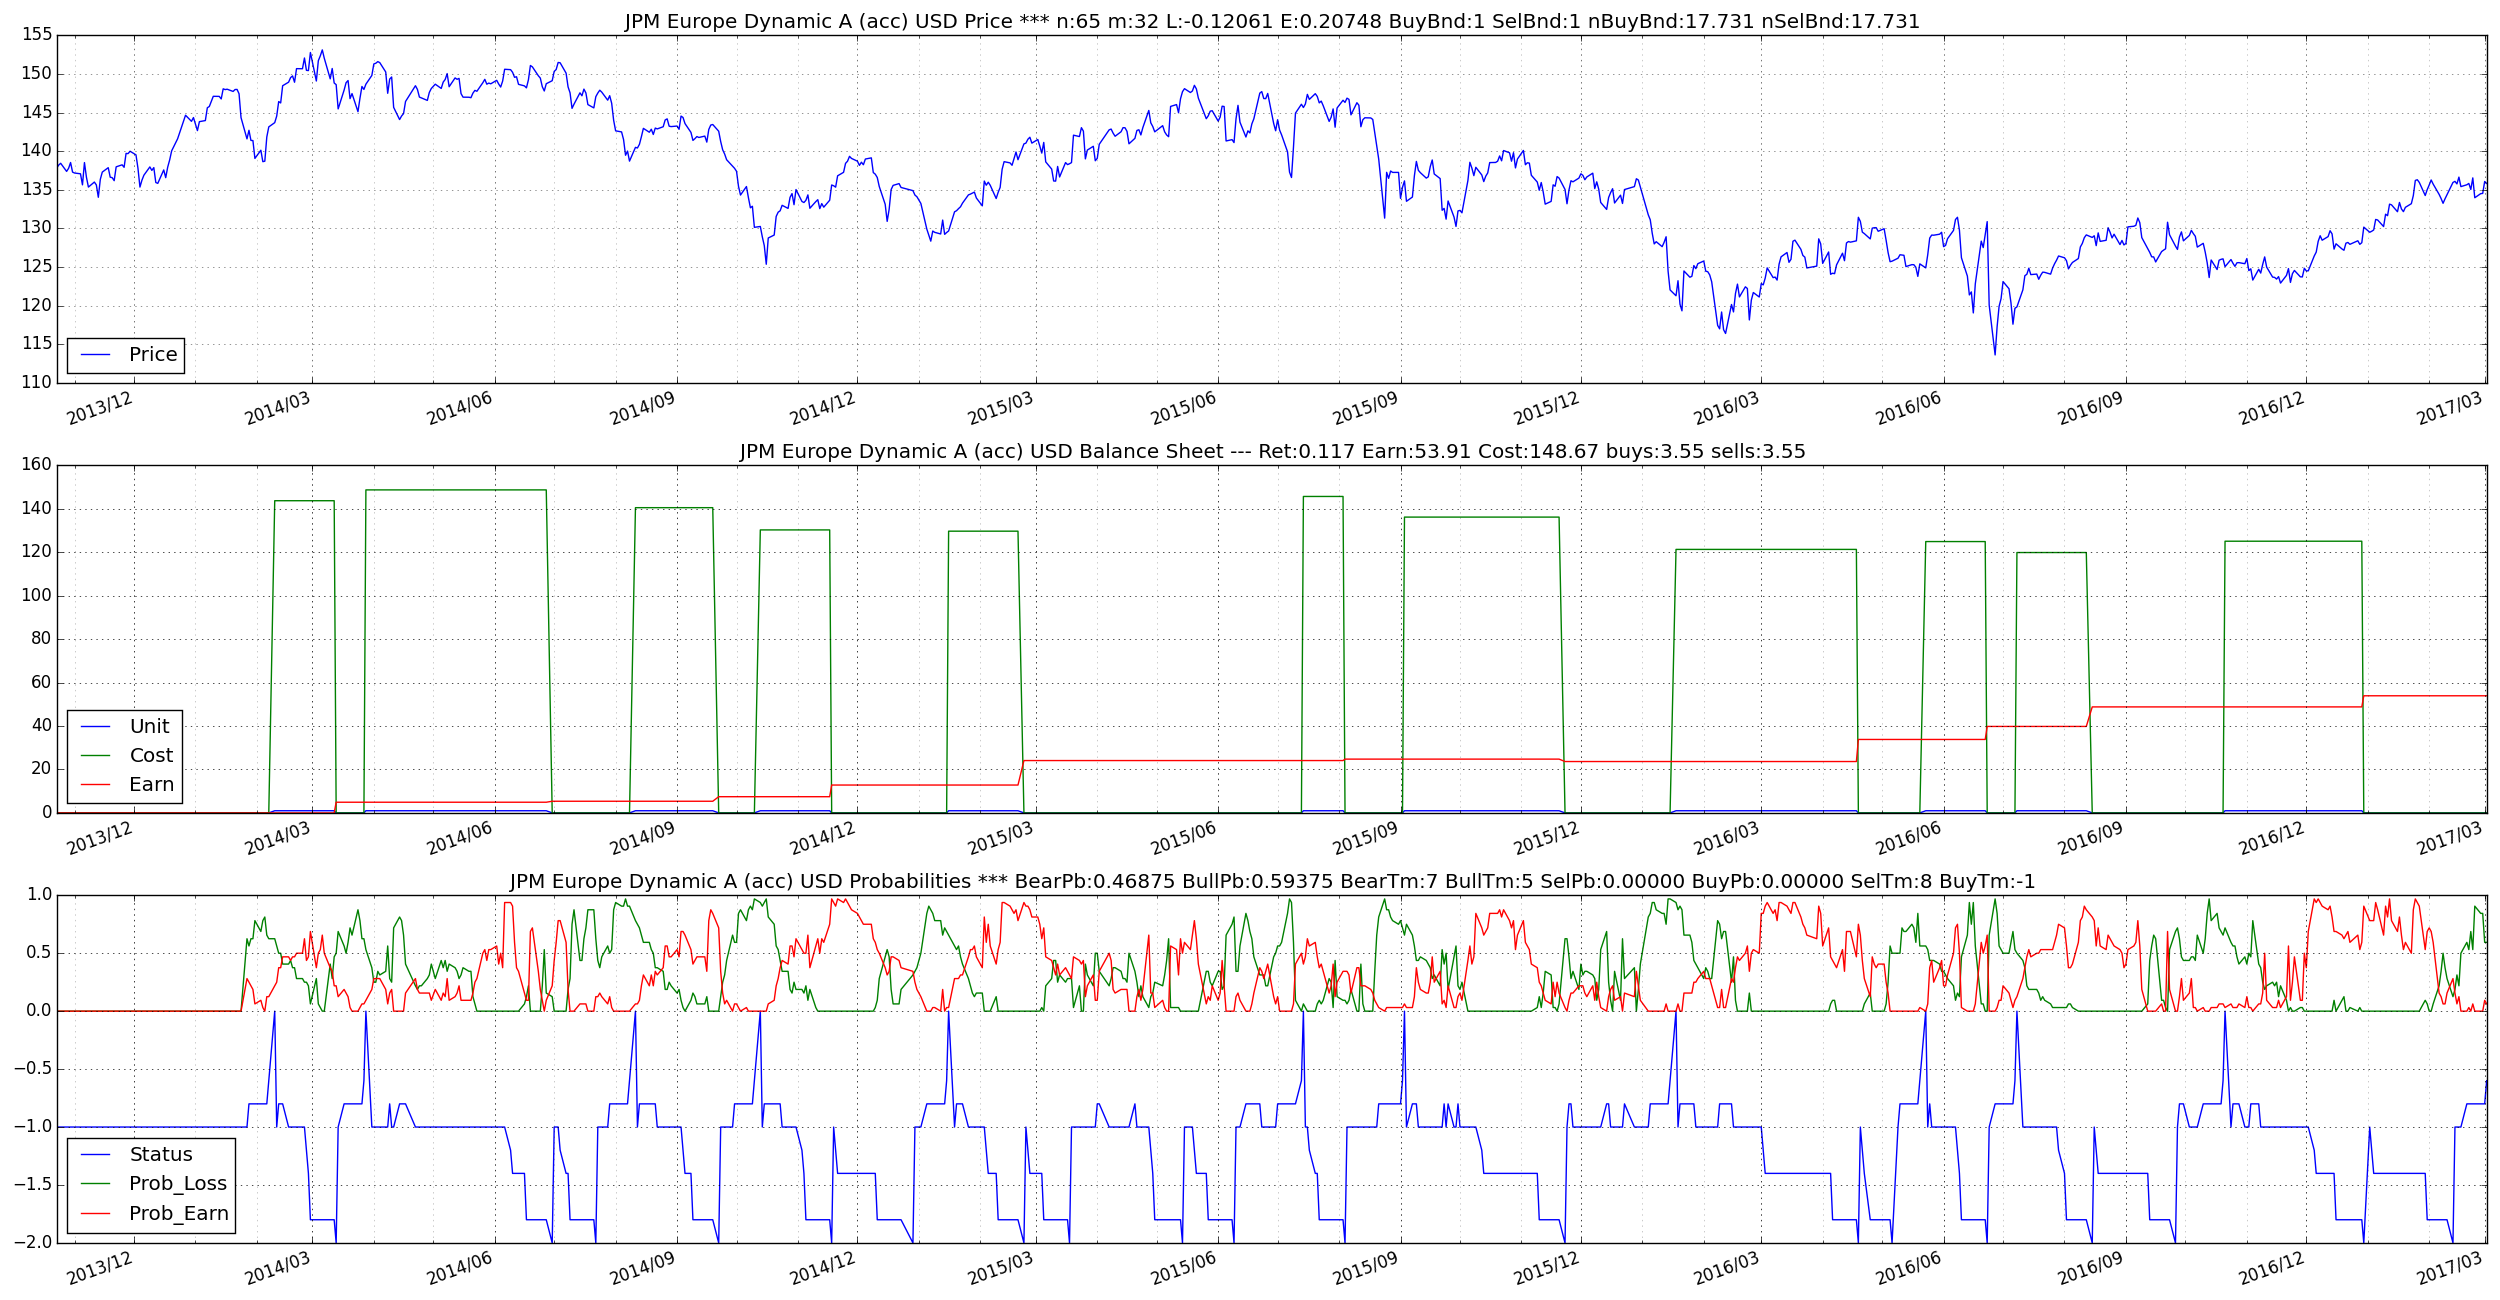 JPM Europe Dynamic A (acc) USD Price *** n:65 m:32 L:-0.12061 E:0.20748 BuyBnd:1 SelBnd:1 nBuyBnd:17.731 nSelBnd:17.731
155
150
145
140
135
130
125
120
115
110
Price
2013/12 2014/03 2014/06 2014/09 2014/12 2015/03 2015/06 2015/09 2015/12 2016/03 2016/06 2016/09 2016/12 2017/03
JPM Europe Dynamic A (acc) USD Balance Sheet --- Ret:0.117 Earn:53.91 Cost:148.67 buys:3.55 sells:3.55
160
140
120
100
80
60
40
20
0
Unit
Cost
Earn
2013/12 2014/03 2014/06 2014/09 2014/12 2015/03 2015/06 2015/09 2015/12 2016/03 2016/06 2016/09 2016/12 2017/03
JPM Europe Dynamic A (acc) USD Probabilities *** BearPb:0.46875 BullPb:0.59375 BearTm:7 BullTm:5 SelPb:0.00000 BuyPb:0.00000 SelTm:8 BuyTm:-1
1.0
0.5
0.0
−0.5
−1.0
−1.5
−2.0
Status
Prob_Loss
Prob_Earn
2013/12 2014/03 2014/06 2014/09 2014/12 2015/03 2015/06 2015/09 2015/12 2016/03 2016/06 2016/09 2016/12 2017/03